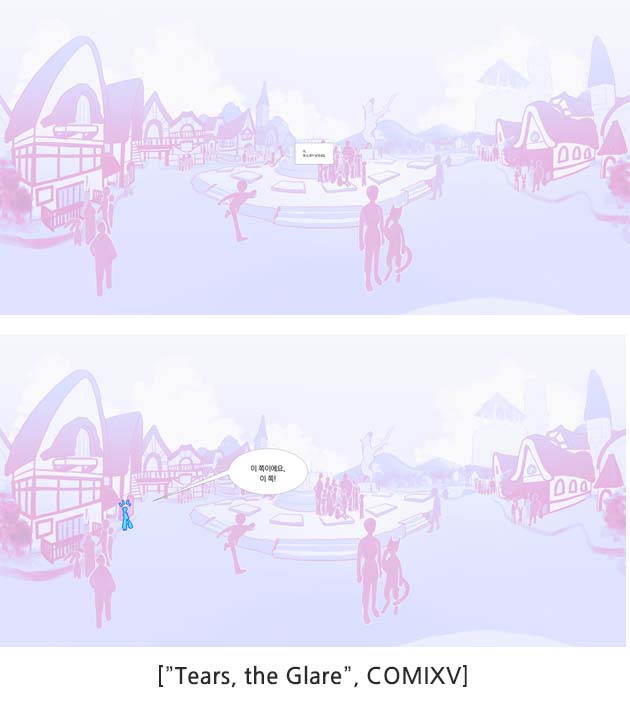 이 쪽이에요,
이 쪽!
["Tears, the Glare", COMIXV]